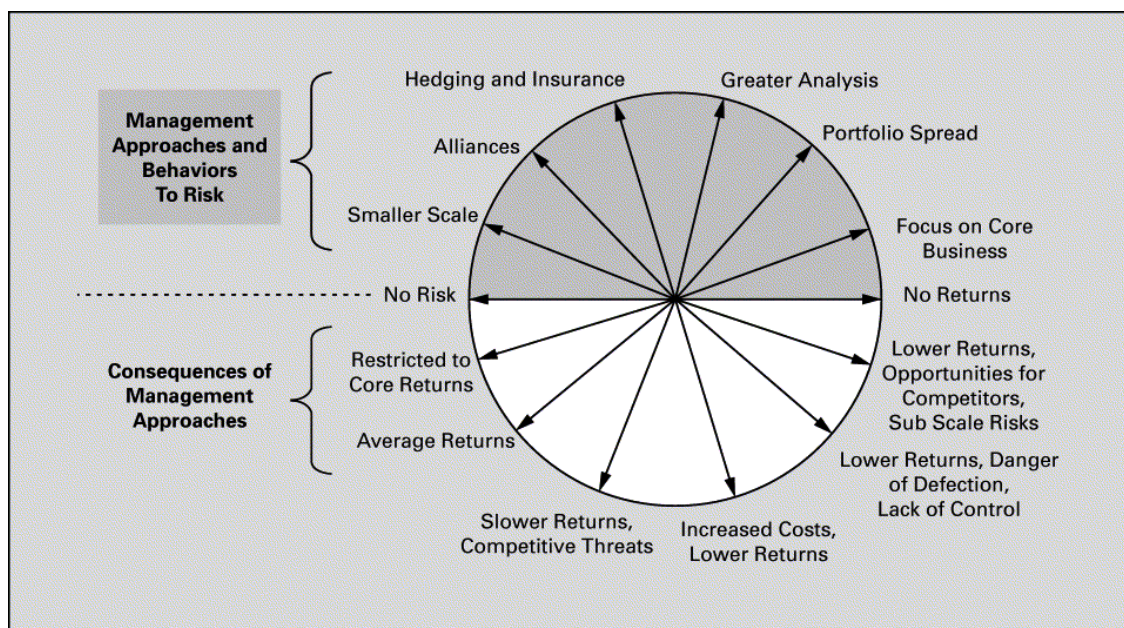 Hedging and Insurance
Greater Analysis
Management
Approaches and
Behaviors
To Risk
Alliances
Portfolio Spread
Smaller Scale
Focus on Core
Business
No Risk
No Returns
Consequences of
Management
Approaches
Restricted to
Core Returns
Lower Returns,
Opportunities for
Competitors,
Sub Scale Risks
Average Returns
Lower Returns, Danger
of Defection,
Lack of Control
Slower Returns,
Competitive Threats
Increased Costs,
Lower Returns